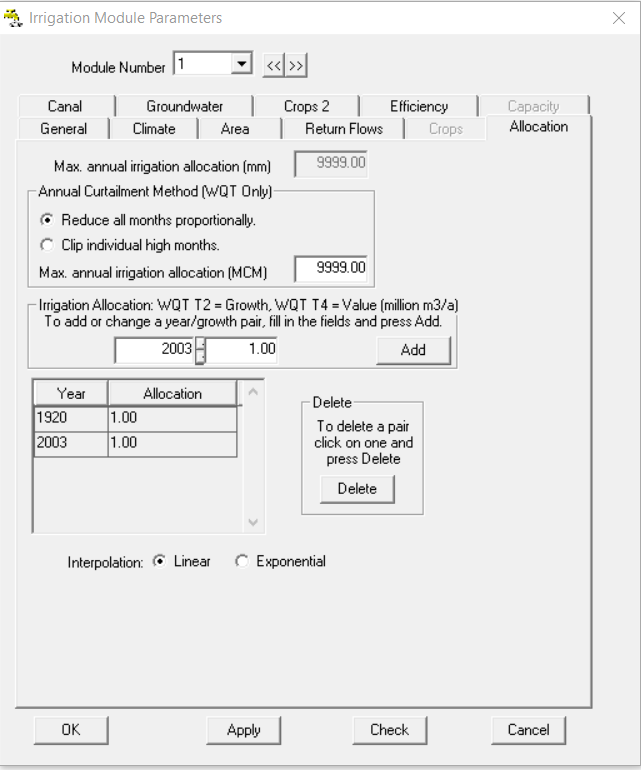 Irrigation Module Parameters
Module Number 1 << >>
Canal Groundwater Crops 2 Efficiency Capacity
General Climate Area Return Flows Crops Allocation
Max. annual irrigation allocation (mm) 9999.00
Annual Curtailment Method (WQT Only)
Reduce all months proportionally.
Clip individual high months.
Max. annual irrigation allocation (MCM) 9999.00
Irrigation Allocation: WQT T2 = Growth, WQT T4 = Value (million m3/a)
To add or change a year/growth pair, fill in the fields and press Add.
2003 1.00 Add
Year Allocation
1920 1.00
2003 1.00
Delete
To delete a pair
click on one and
press Delete
Delete
Interpolation: Linear Exponential
OK Apply Check Cancel